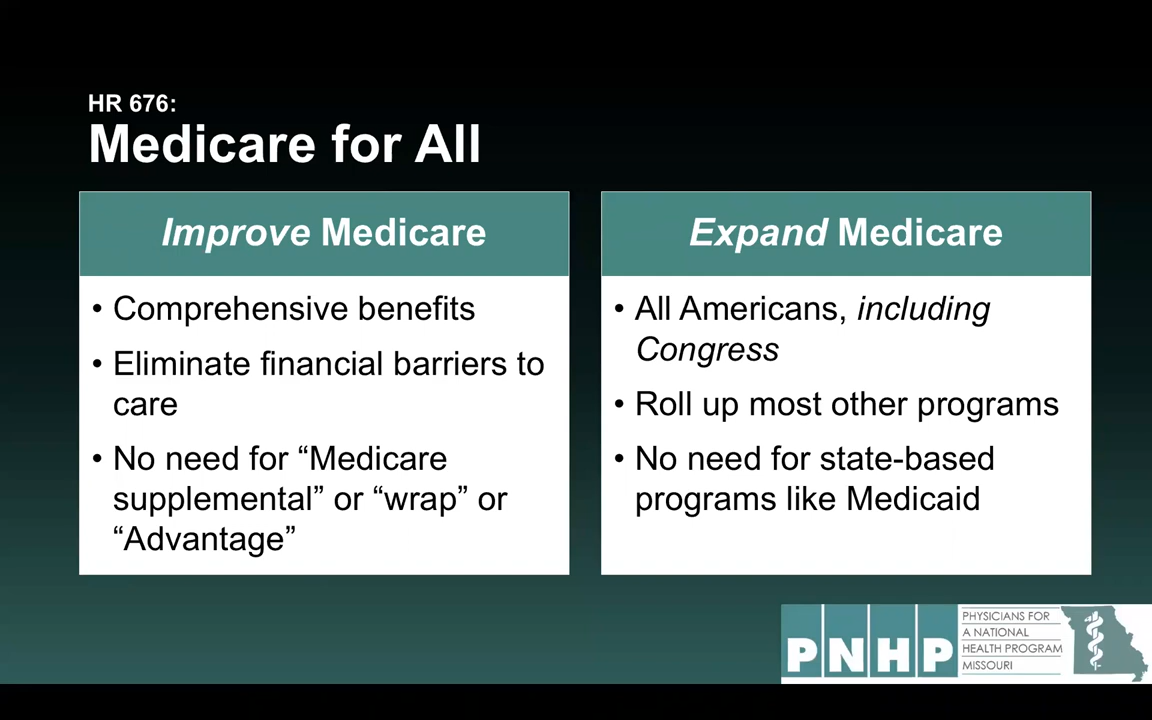 HR 676:
Medicare for All
Improve Medicare
• Comprehensive benefits
• Eliminate financial barriers to
care
• No need for “Medicare
supplemental” or “wrap” or
“Advantage”
Expand Medicare
• All Americans, including
Congress
• Roll up most other programs
• No need for state-based
programs like Medicaid
PNHP
PHYSICIANS FOR
A NATIONAL
HEALTH PROGRAM
MISSOURI